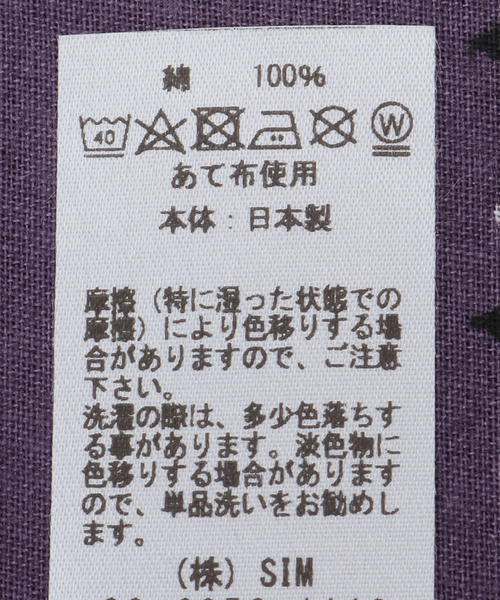 綿 100%
40
W
あて布使用
本体：日本製
摩擦（特に湿った状態での
摩擦）により色移りする場
合がありますので、ご注意
下さい。
洗濯の際は、多少色落ちす
る事があります。淡色物に
色移りする場合があります
ので、単品洗いをお勧めし
ます。
（株）SIM